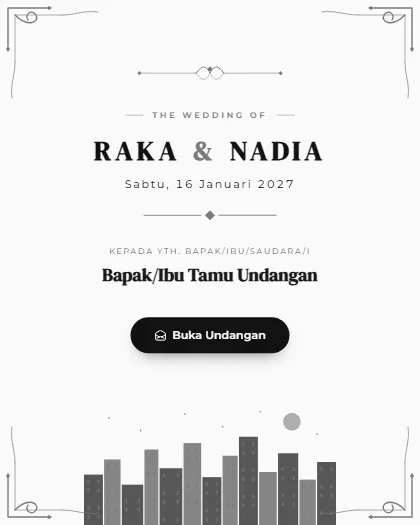 THE WEDDING OF
RAKA & NADIA
Sabtu, 16 Januari 2027
KEPADA YTH. BAPAK/IBU/SAUDARA/I
Bapak/Ibu Tamu Undangan
Buka Undangan